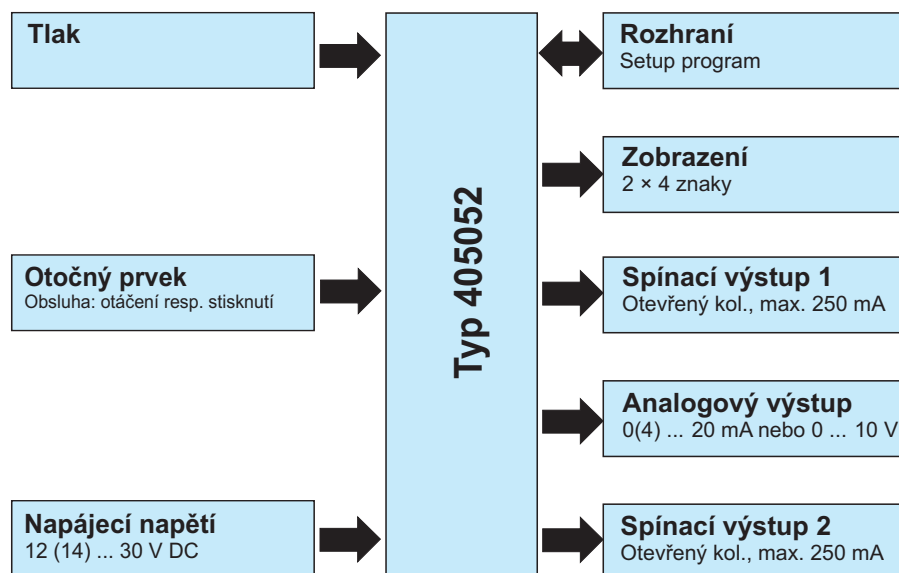 Tlak
Otočný prvek
Obsluha: otáčení resp. stisknutí
Napájecí napětí
12 (14) ... 30 V DC
Typ 405052
Rozhraní
Setup program
Zobrazení
2 × 4 znaky
Spínací výstup 1
Otevřený kol., max. 250 mA
Analogový výstup
0(4) ... 20 mA nebo 0 ... 10 V
Spínací výstup 2
Otevřený kol., max. 250 mA